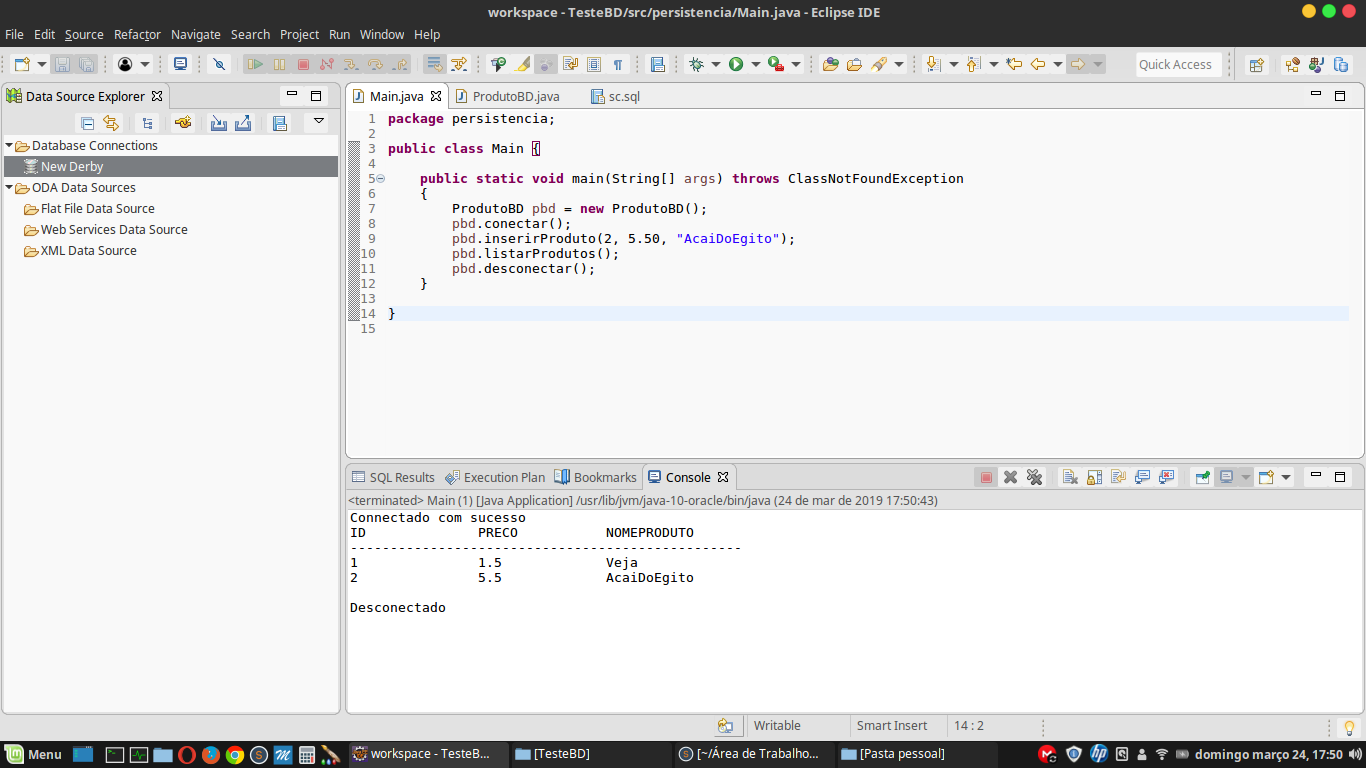 workspace - TesteBD/src/persistencia/Main.java - Eclipse IDE
File Edit Source Refactor Navigate Search Project Run Window Help
Quick Access
Data Source Explorer
Database Connections
New Derby
ODA Data Sources
Flat File Data Source
Web Services Data Source
XML Data Source
Main.java ProdutoBD.java sc.sql
1 package persistencia;
2
3 public class Main {
4
5 public static void main(String[] args) throws ClassNotFoundException
6 {
7 ProdutoBD pbd = new ProdutoBD();
8 pbd.conectar();
9 pbd.inserirProduto(2, 5.50, "AcaiDoEgito");
10 pbd.listarProdutos();
11 pbd.desconectar();
12 }
13
14 }
15
SQL Results Execution Plan Bookmarks Console
<terminated> Main (1) [Java Application] /usr/lib/jvm/java-10-oracle/bin/java (24 de mar de 2019 17:50:43)
Connectado com sucesso
ID PRECO NOMEPRODUTO
-------------------------------------------------
1 1.5 Veja
2 5.5 AcaiDoEgito
Desconectado
Writable Smart Insert 14 : 2
Menu workspace - TesteB... [TesteBD] [~/Área de Trabalho... [Pasta pessoal] domingo março 24, 17:50